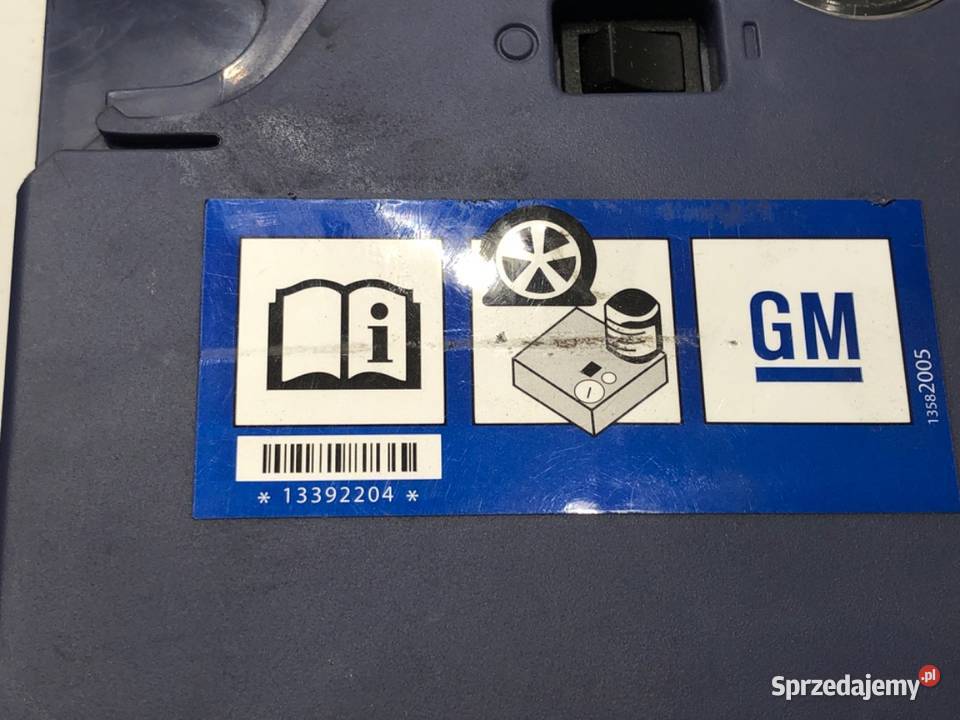 i
GM
13582005
* 13392204 *
Sprzedajemy.pl